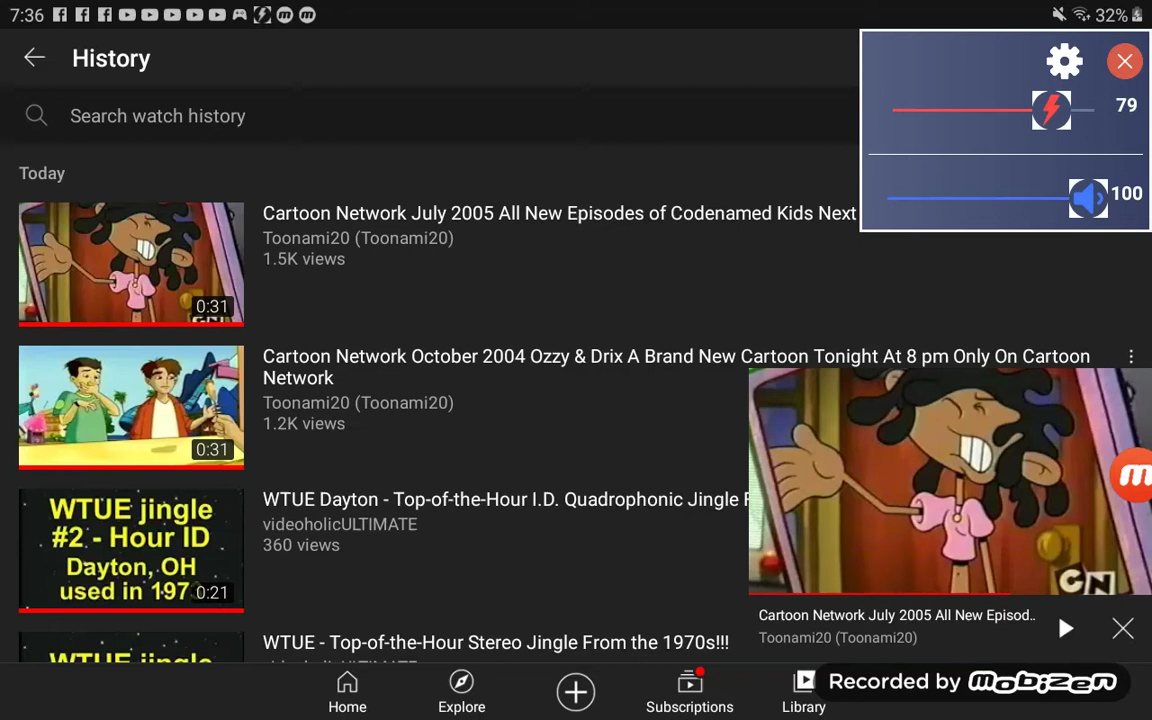 7:36
32%
History
79
Search watch history
100
Today
Cartoon Network July 2005 All New Episodes of Codenamed Kids Next
Toonami20 (Toonami20)
1.5K views
0:31
CN
Cartoon Network October 2004 Ozzy & Drix A Brand New Cartoon Tonight At 8 pm Only On Cartoon
Network
Toonami20 (Toonami20)
1.2K views
0:31
WTUE Dayton - Top-of-the-Hour I.D. Quadrophonic Jingle
videoholicULTIMATE
360 views
WTUE jingle
#2 - Hour ID
Dayton, OH
used in 197
0:21
CN
Cartoon Network July 2005 All New Episod..
Toonami20 (Toonami20)
WTUE - Top-of-the-Hour Stereo Jingle From the 1970s!!!
WTUE jingle
Home
Explore
Subscriptions
Library
Recorded by mobizen